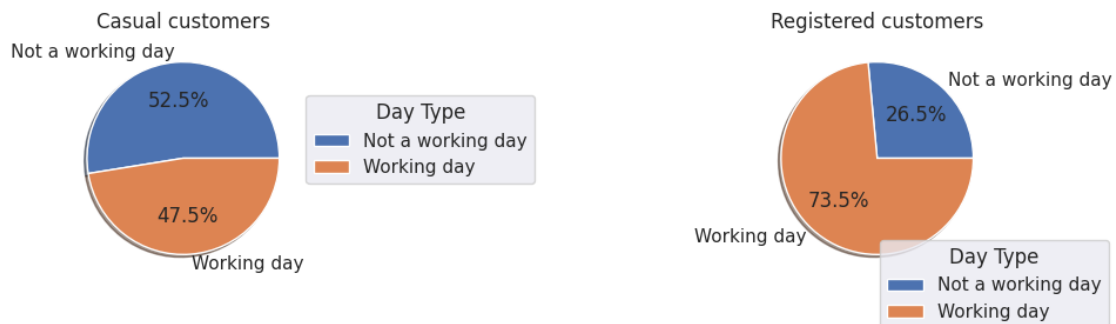 Casual customers
Not a working day
52.5%
47.5%
Working day
Day Type
Not a working day
Working day
Registered customers
Not a working day
26.5%
73.5%
Working day
Day Type
Not a working day
Working day